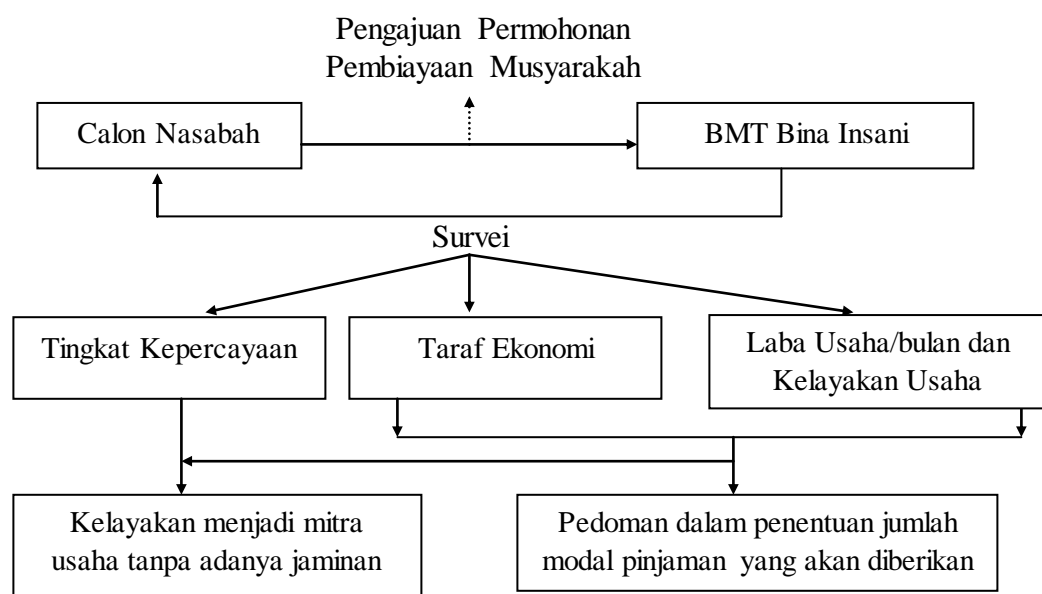 Pengajuan Permohonan
Pembiayaan Musyarakah
Calon Nasabah
BMT Bina Insani
Survei
Tingkat Kepercayaan
Taraf Ekonomi
Laba Usaha/bulan dan
Kelayakan Usaha
Kelayakan menjadi mitra
usaha tanpa adanya jaminan
Pedoman dalam penentuan jumlah
modal pinjaman yang akan diberikan